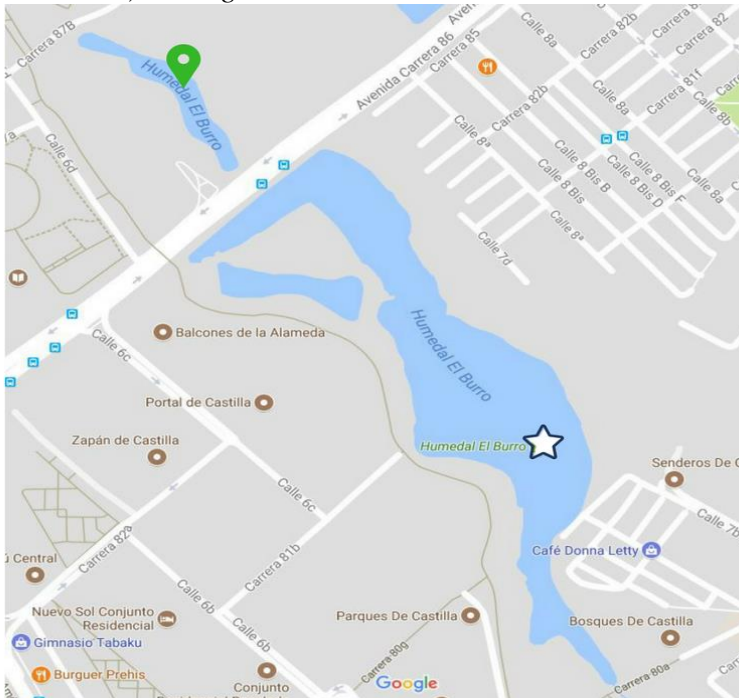 Carrera 87B
Humedal El Burro
Avenida Carrera 86
Carrera 85
Calle 8a
Carrera 82b
Carrera 82
Carrera 82b
Calle 8a
Carrera 81f
Calle 8b
Calle 8ª
Calle 8 Bis B
Calle 8 Bis F
Calle 8 Bis
Calle 8 Bis D
Calle 8a
Calle 8ª
Calle 7d
Calle 6d
Balcones de la Alameda
Calle 6c
Humedal El Burro
Portal de Castilla
Zapán de Castilla
Humedal El Burro
Senderos De C
Calle 6c
Calle 7b
Carrera 82a
Carrera 81b
Café Donna Letty
ú Central
Calle 6b
Nuevo Sol Conjunto
Residencial
Parques De Castilla
Bosques De Castilla
Gimnasio Tabaku
Calle 6b
Carrera 80g
Carrera 80a
Burguer Prehis
Conjunto
Google